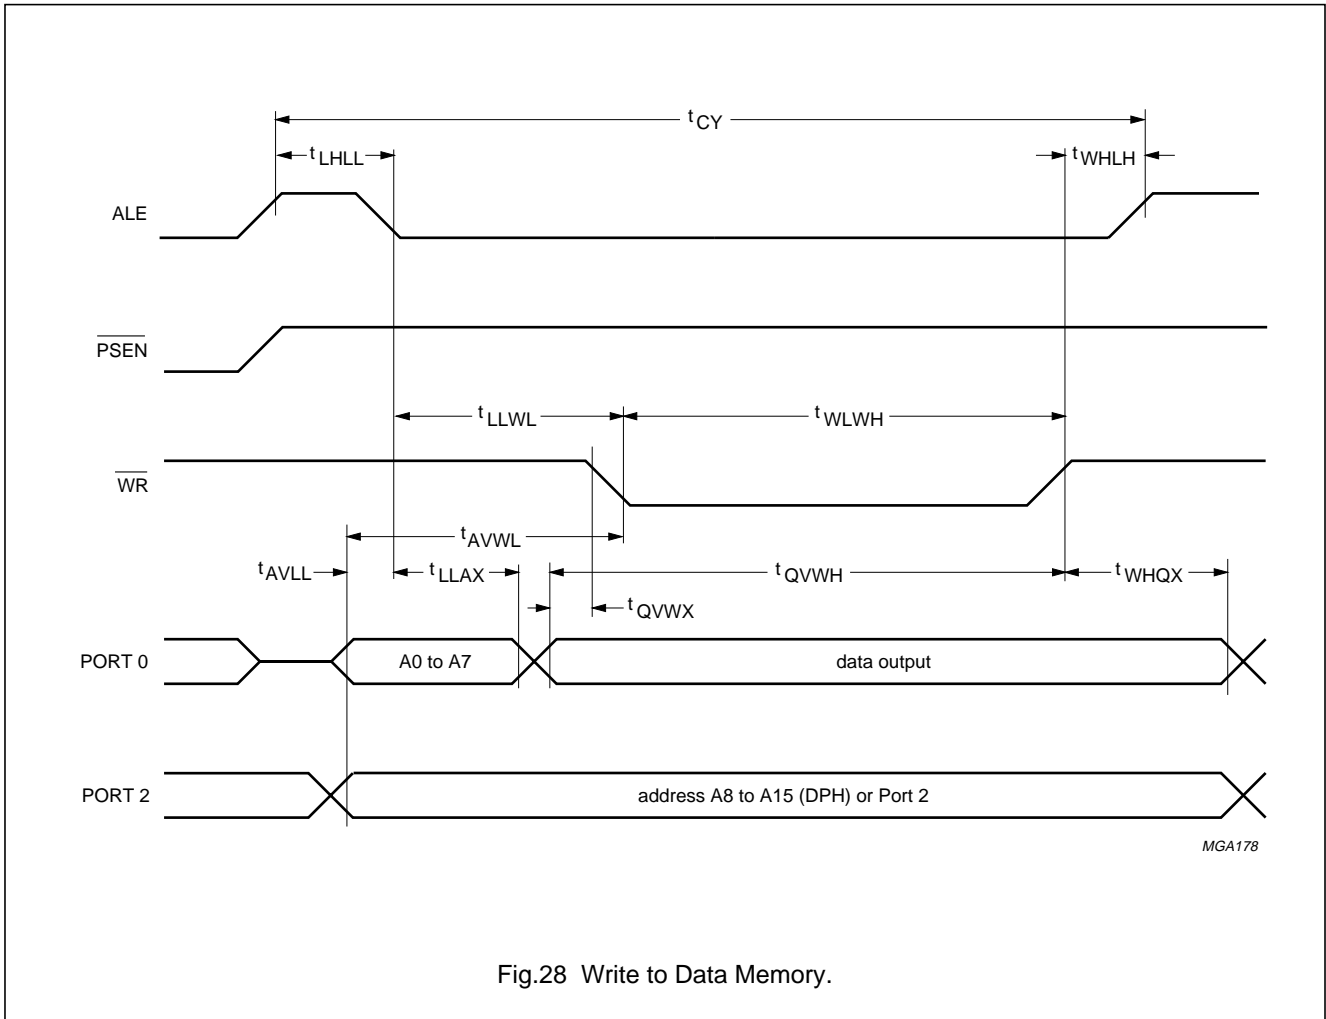 t CY
t LHLL
t WHLH
ALE
PSEN
t LLWL
t WLWH
WR
t AVWL
t AVLL
t LLAX
t QVWH
t WHQX
t QVWX
PORT 0
A0 to A7
data output
PORT 2
address A8 to A15 (DPH) or Port 2
MGA178
Fig.28 Write to Data Memory.